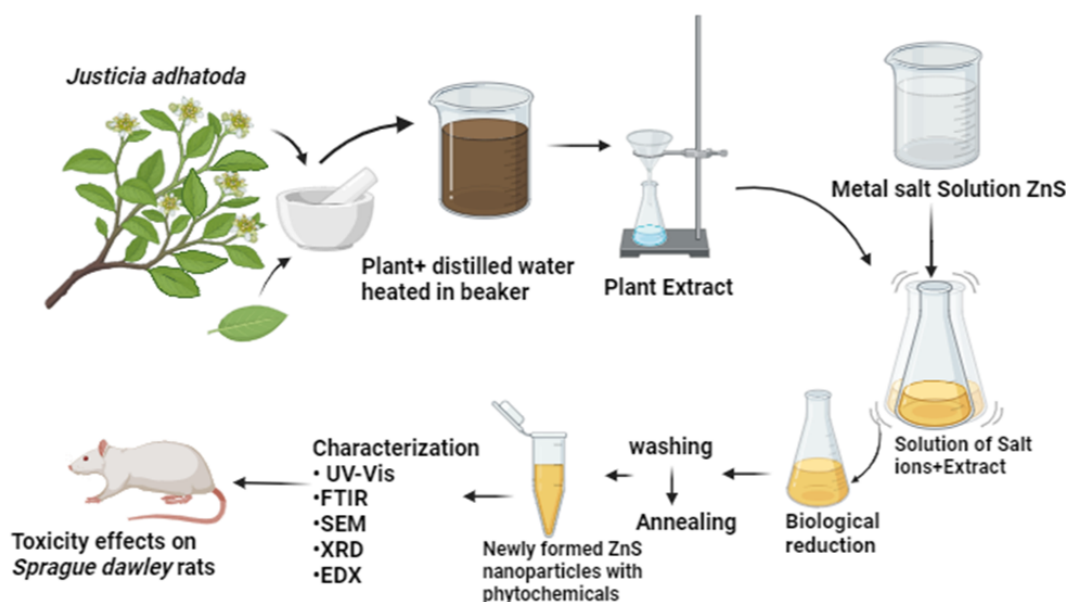 Justicia adhatoda
Plant+ distilled water
heated in beaker
Plant Extract
Metal salt Solution ZnS
Solution of Salt
ions+Extract
Biological
reduction
washing
Annealing
Newly formed ZnS
nanoparticles with
phytochemicals
Characterization
• UV-Vis
•FTIR
•SEM
•XRD
•EDX
Toxicity effects on
Sprague dawley rats